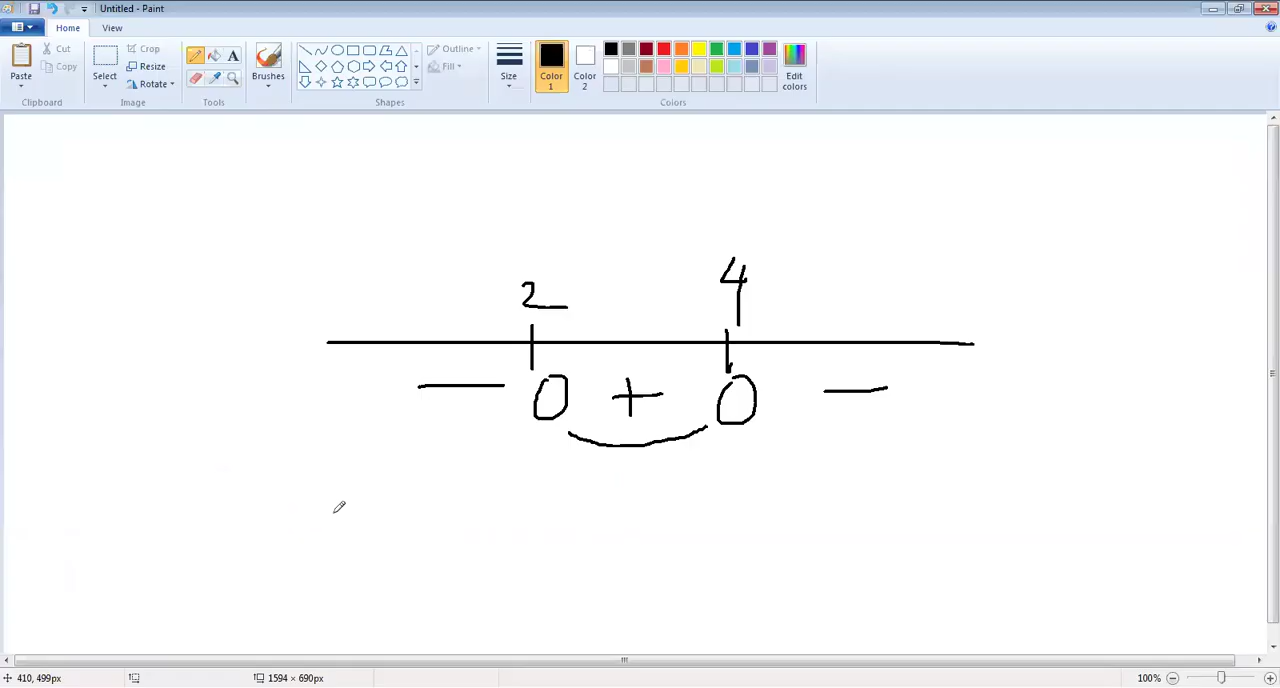 Untitled - Paint
Home View
Paste
Cut
Copy
Clipboard
Select
Crop
Resize
Rotate
Image
Tools
Brushes
Shapes
Outline
Fill
Size
Color 1
Color 2
Colors
Edit colors
2 4
— 0 + 0 —
410, 499px
1594 × 690px
100%